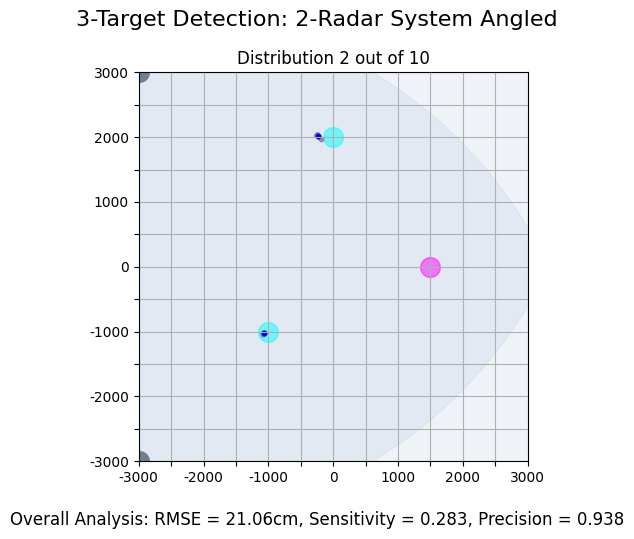 3-Target Detection: 2-Radar System Angled
Distribution 2 out of 10
3000
2000
1000
0
-1000
-2000
-3000
-3000 -2000 -1000 0 1000 2000 3000
Overall Analysis: RMSE = 21.06cm, Sensitivity = 0.283, Precision = 0.938